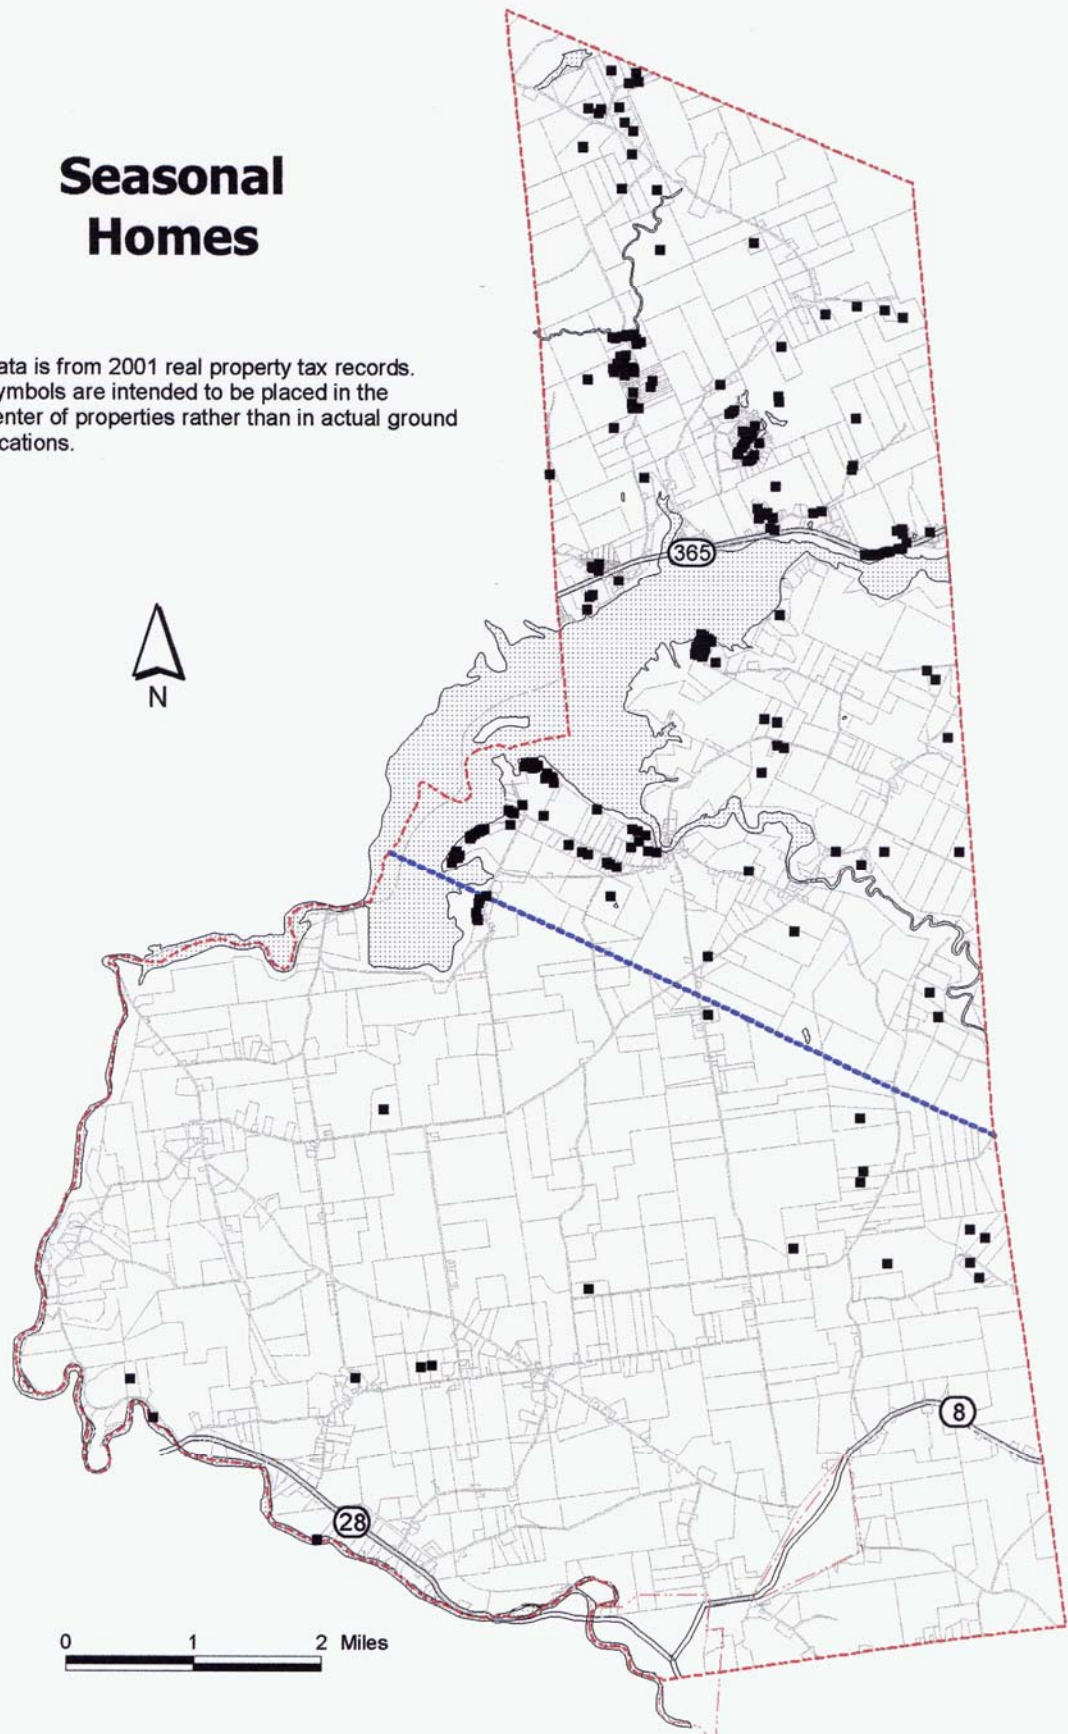 Seasonal
Homes
ata is from 2001 real property tax records.
ymbols are intended to be placed in the
enter of properties rather than in actual ground
cations.
365
N
8
28
0 1 2 Miles